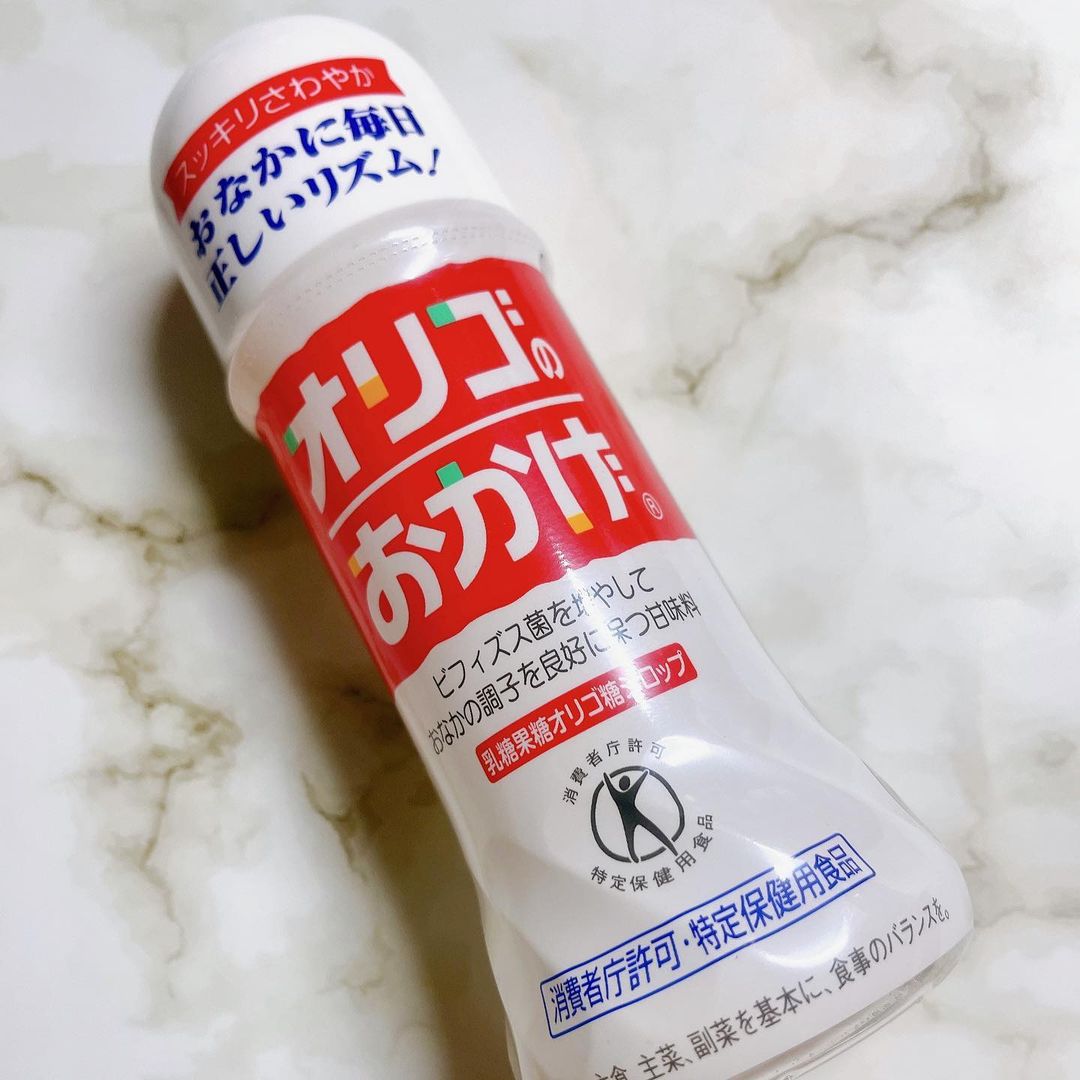 スッキリさわやか
おなかに毎日
正しいリズム!
オリゴの
おかげ®
ビフィズス菌を増やして
おなかの調子を良好に保つ甘味料
乳糖果糖オリゴ糖シロップ
消費者庁許可
特定保健用食品
消費者庁許可・特定保健用食品
主食、主菜、副菜を基本に、食事のバランスを。